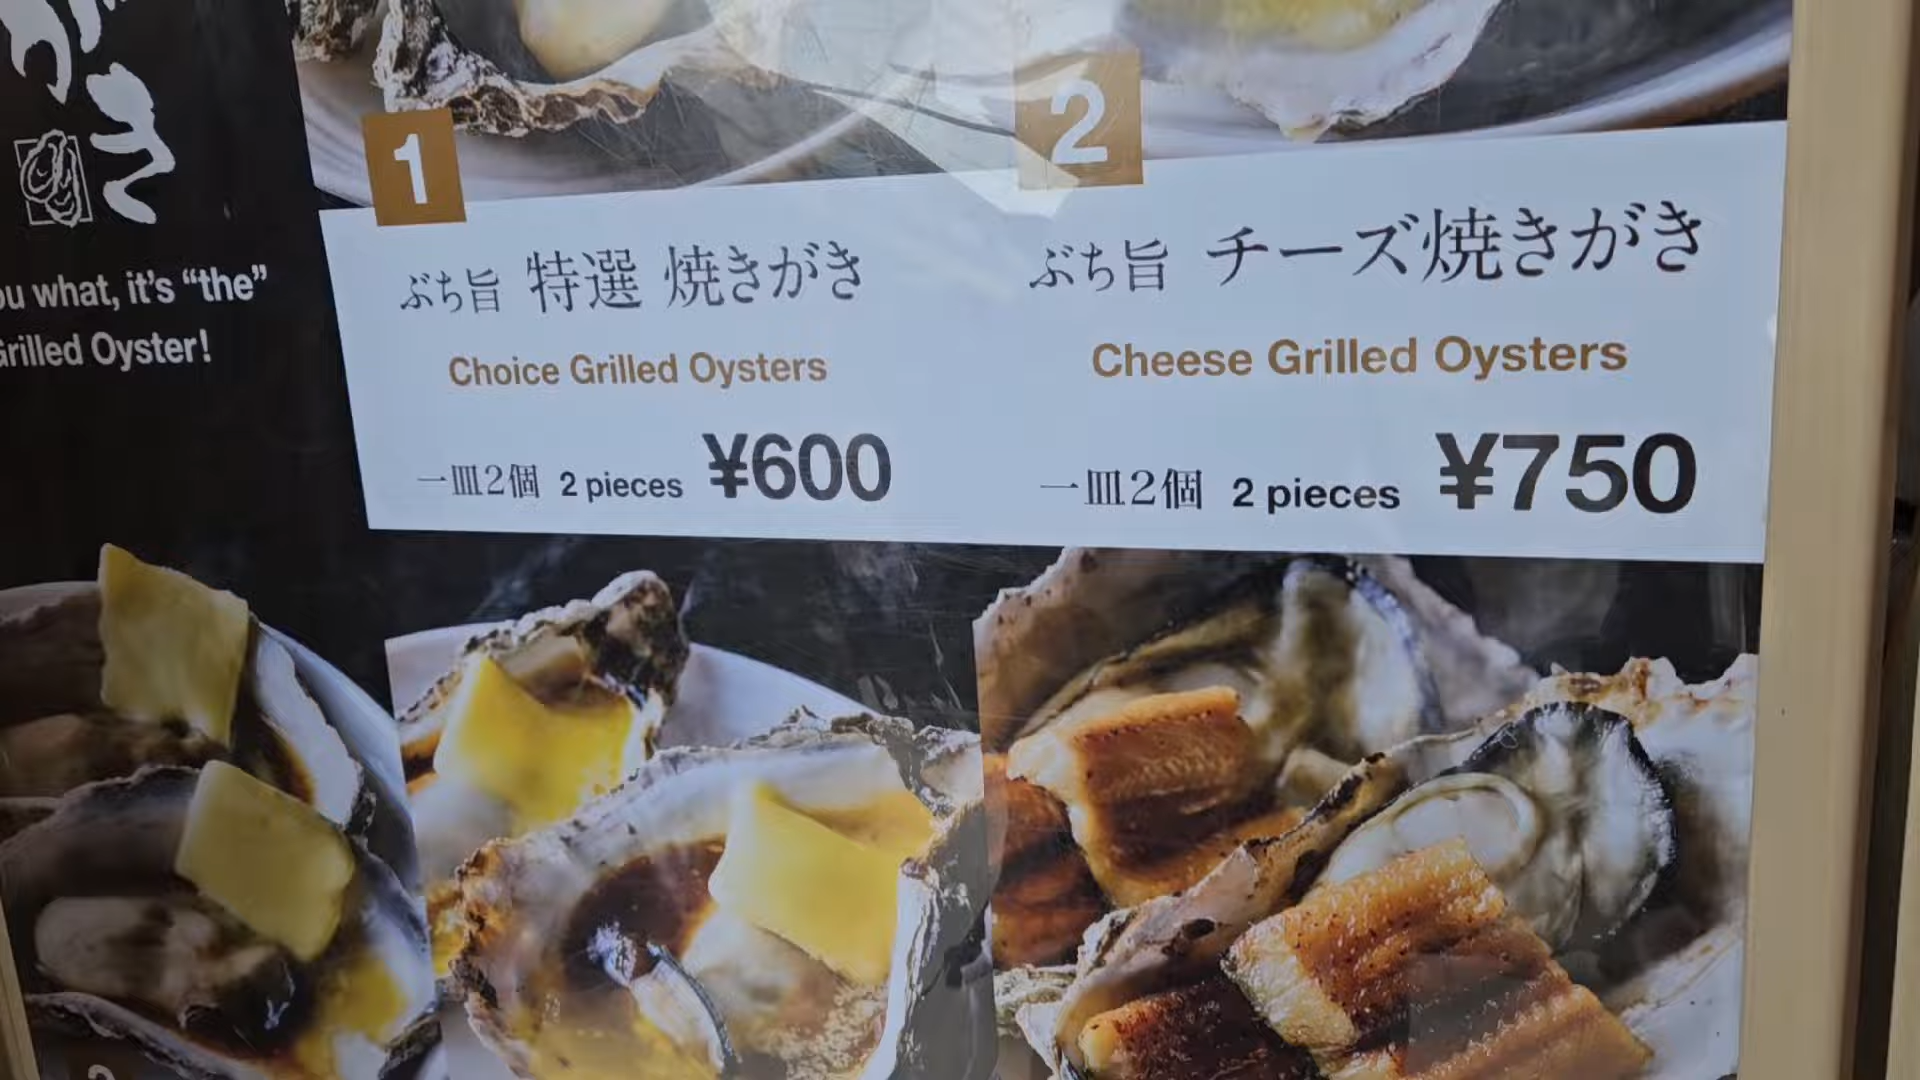 がき
ou what, it's “the”
Grilled Oyster!
1
ぶち旨 特選 焼きがき
Choice Grilled Oysters
一皿2個 2 pieces ¥600
2
ぶち旨 チーズ焼きがき
Cheese Grilled Oysters
一皿2個 2 pieces ¥750